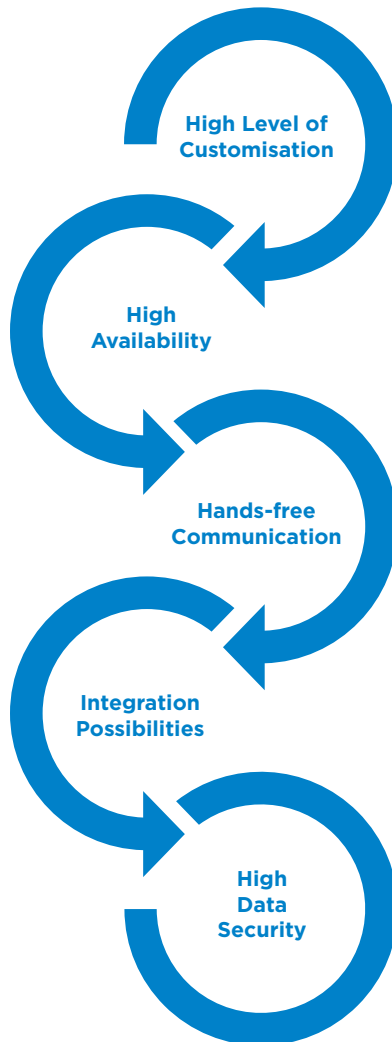 High Level of
Customisation
High
Availability
Hands-free
Communication
Integration
Possibilities
High
Data
Security